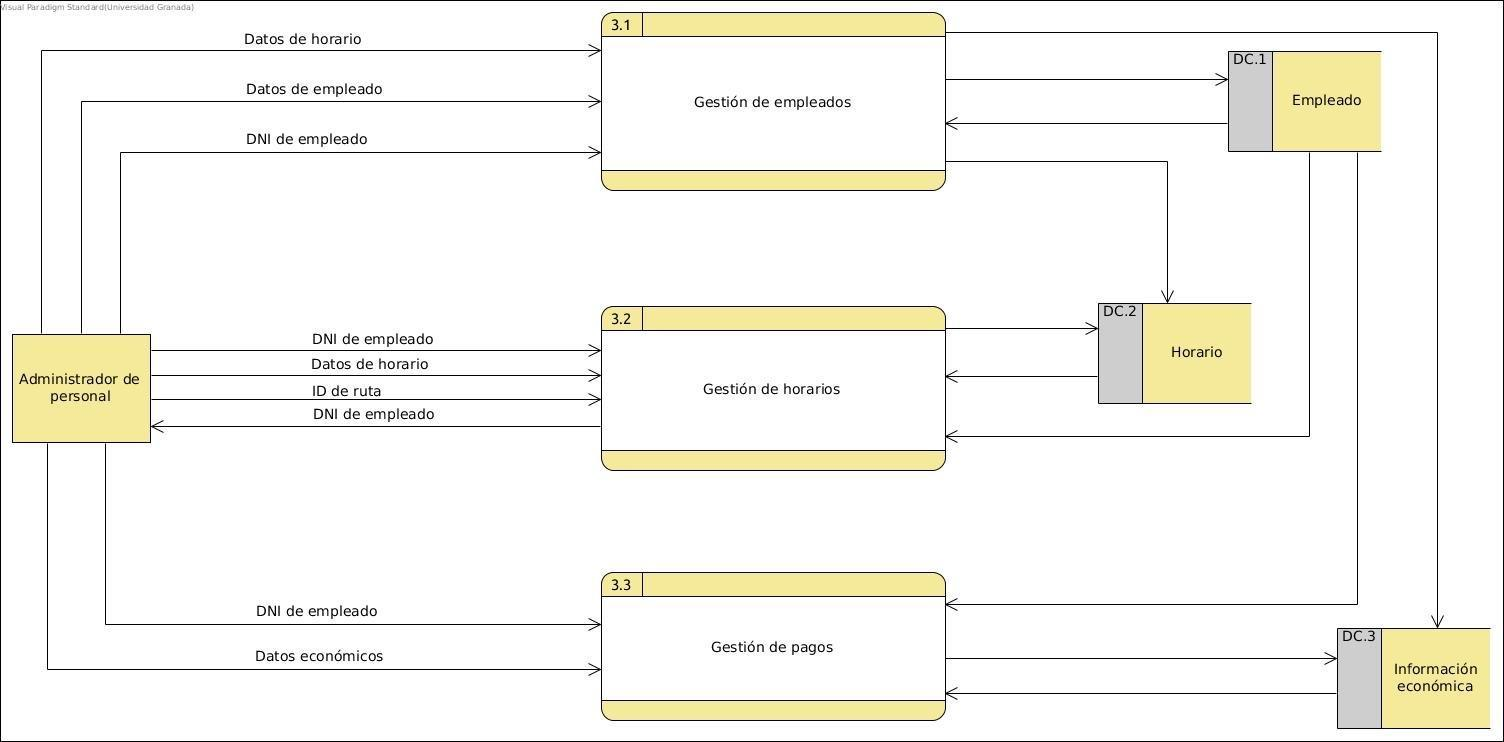 Visual Paradigm Standard(Universidad Granada)
Datos de horario
Datos de empleado
DNI de empleado
3.1
Gestión de empleados
DC.1
Empleado
Administrador de
personal
DNI de empleado
Datos de horario
ID de ruta
DNI de empleado
3.2
Gestión de horarios
DC.2
Horario
DNI de empleado
Datos económicos
3.3
Gestión de pagos
DC.3
Información
económica